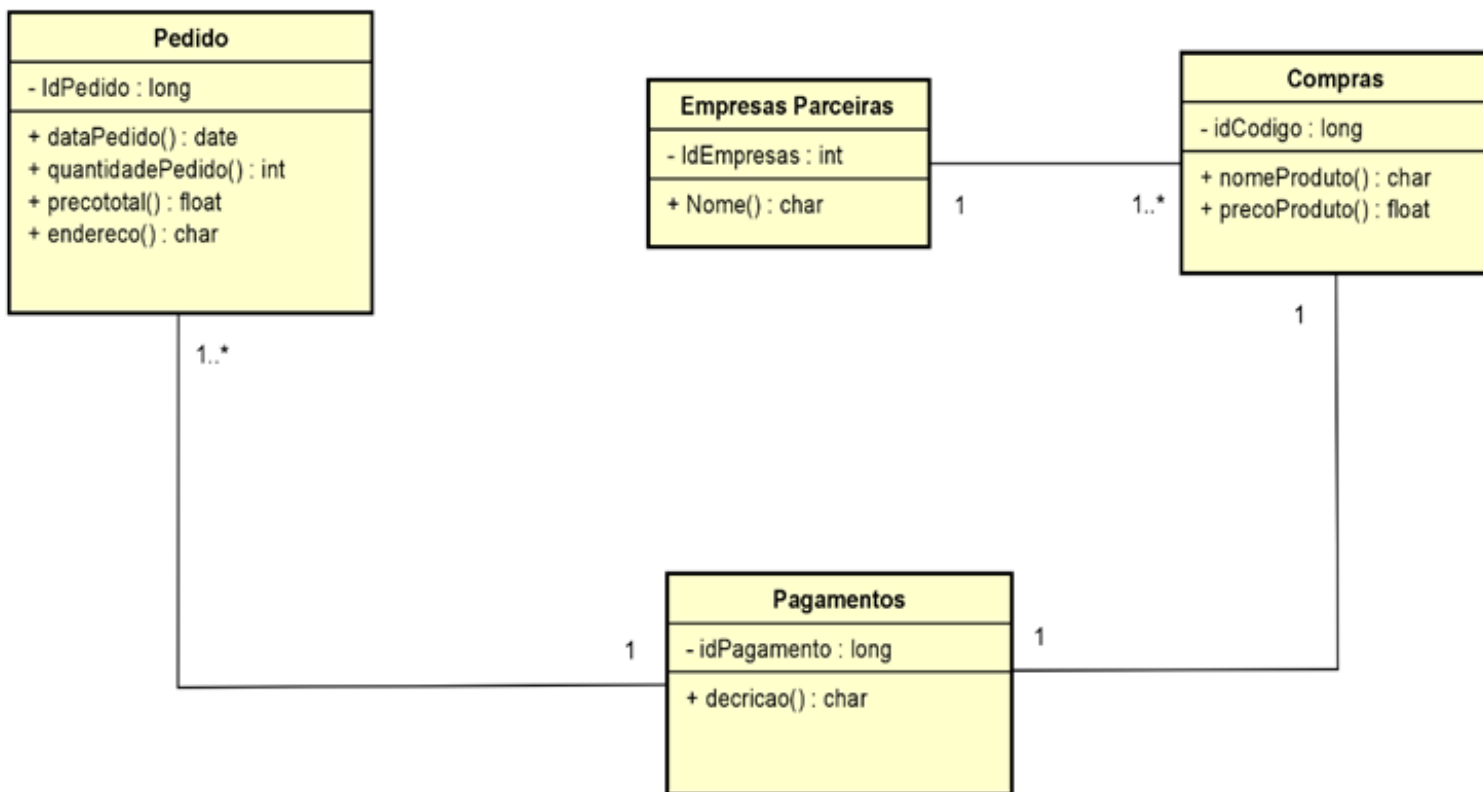 Pedido
- IdPedido : long
+ dataPedido() : date
+ quantidadePedido() : int
+ precototal() : float
+ endereco() : char
1..*
Empresas Parceiras
- IdEmpresas : int
+ Nome() : char
1
1..*
Compras
- idCodigo : long
+ nomeProduto() : char
+ precoProduto() : float
1
Pagamentos
- idPagamento : long
+ decricao() : char
1
1